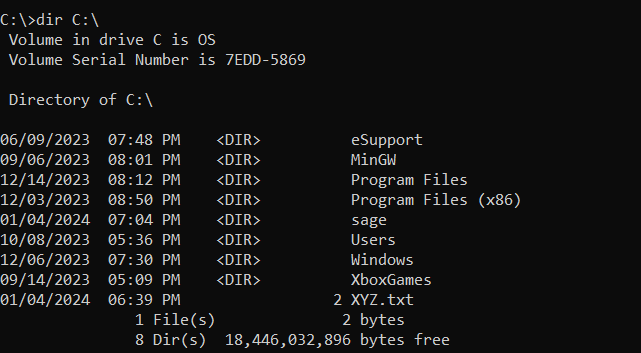 C:\>dir C:\
Volume in drive C is OS
Volume Serial Number is 7EDD-5869
Directory of C:\
06/09/2023  07:48 PM    <DIR>          eSupport
09/06/2023  08:01 PM    <DIR>          MinGW
12/14/2023  08:12 PM    <DIR>          Program Files
12/03/2023  08:50 PM    <DIR>          Program Files (x86)
01/04/2024  07:04 PM    <DIR>          sage
10/08/2023  05:36 PM    <DIR>          Users
12/06/2023  07:30 PM    <DIR>          Windows
09/14/2023  05:09 PM    <DIR>          XboxGames
01/04/2024  06:39 PM                 2 XYZ.txt
1 File(s)              2 bytes
8 Dir(s)  18,446,032,896 bytes free